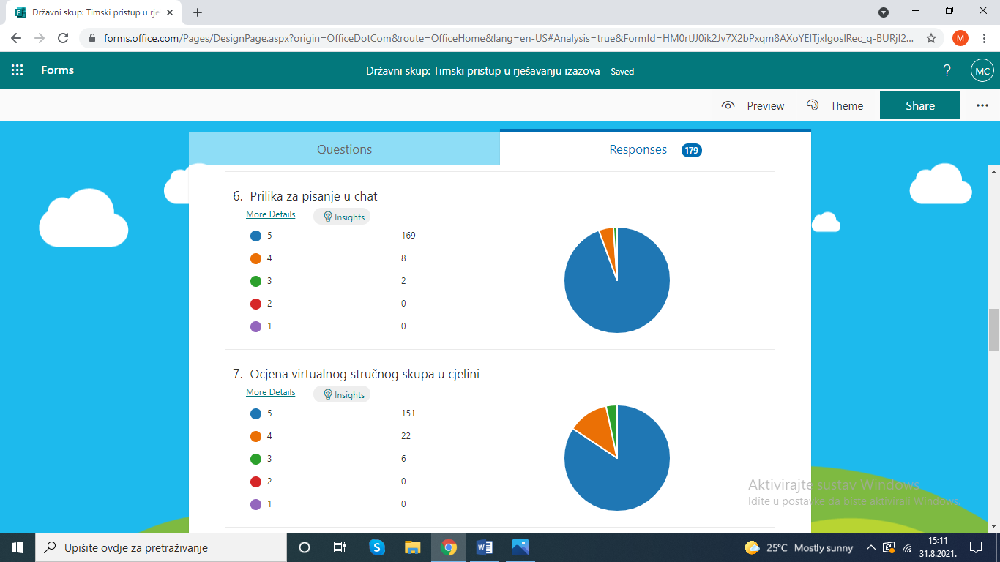 Državni skup: Timski pristup u rje
forms.office.com/Pages/DesignPage.aspx?origin=OfficeDotCom&route=OfficeHome&lang=en-US#Analysis=true&FormId=HM0rtJJ0ik2Jv7X2bPxqm8AXoYEITjxIgoslRec_q-BURjI2...
M
Forms
Državni skup: Timski pristup u rješavanju izazova - Saved
?
MC
Preview
Theme
Share
Questions
Responses 179
6. Prilika za pisanje u chat
More Details
Insights
5 169
4 8
3 2
2 0
1 0
7. Ocjena virtualnog stručnog skupa u cjelini
More Details
Insights
5 151
4 22
3 6
2 0
1 0
Aktivirajte sustav Windows
Idite u postavke da biste aktivirali Windows.
Upišite ovdje za pretraživanje
25°C Mostly sunny
15:11
31.8.2021.